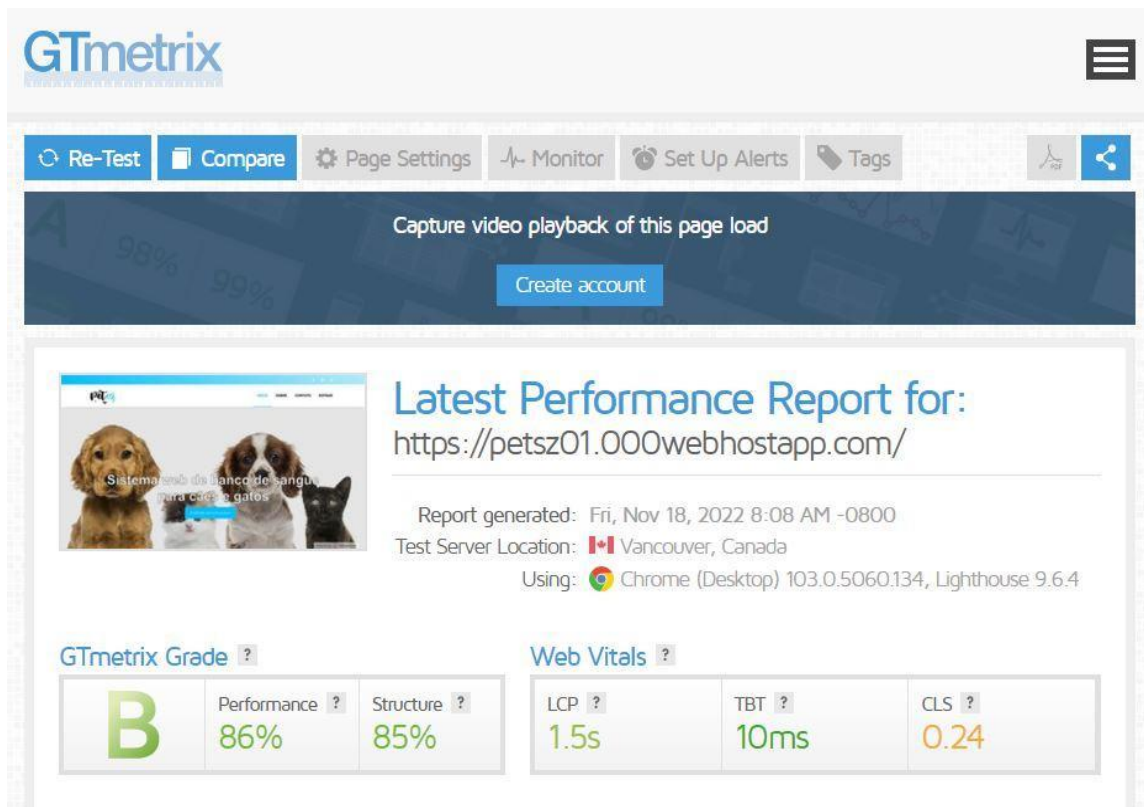 GTmetrix
Re-Test Compare Page Settings Monitor Set Up Alerts Tags PDF
A 98% 99%
Capture video playback of this page load
Create account
Latest Performance Report for:
https://petsz01.000webhostapp.com/
Sistema web de banco de sangue
para cães e gatos
Report generated: Fri, Nov 18, 2022 8:08 AM -0800
Test Server Location: Vancouver, Canada
Using: Chrome (Desktop) 103.0.5060.134, Lighthouse 9.6.4
GTmetrix Grade ? Web Vitals ?
B
Performance ? Structure ? LCP ? TBT ? CLS ?
86% 85% 1.5s 10ms 0.24